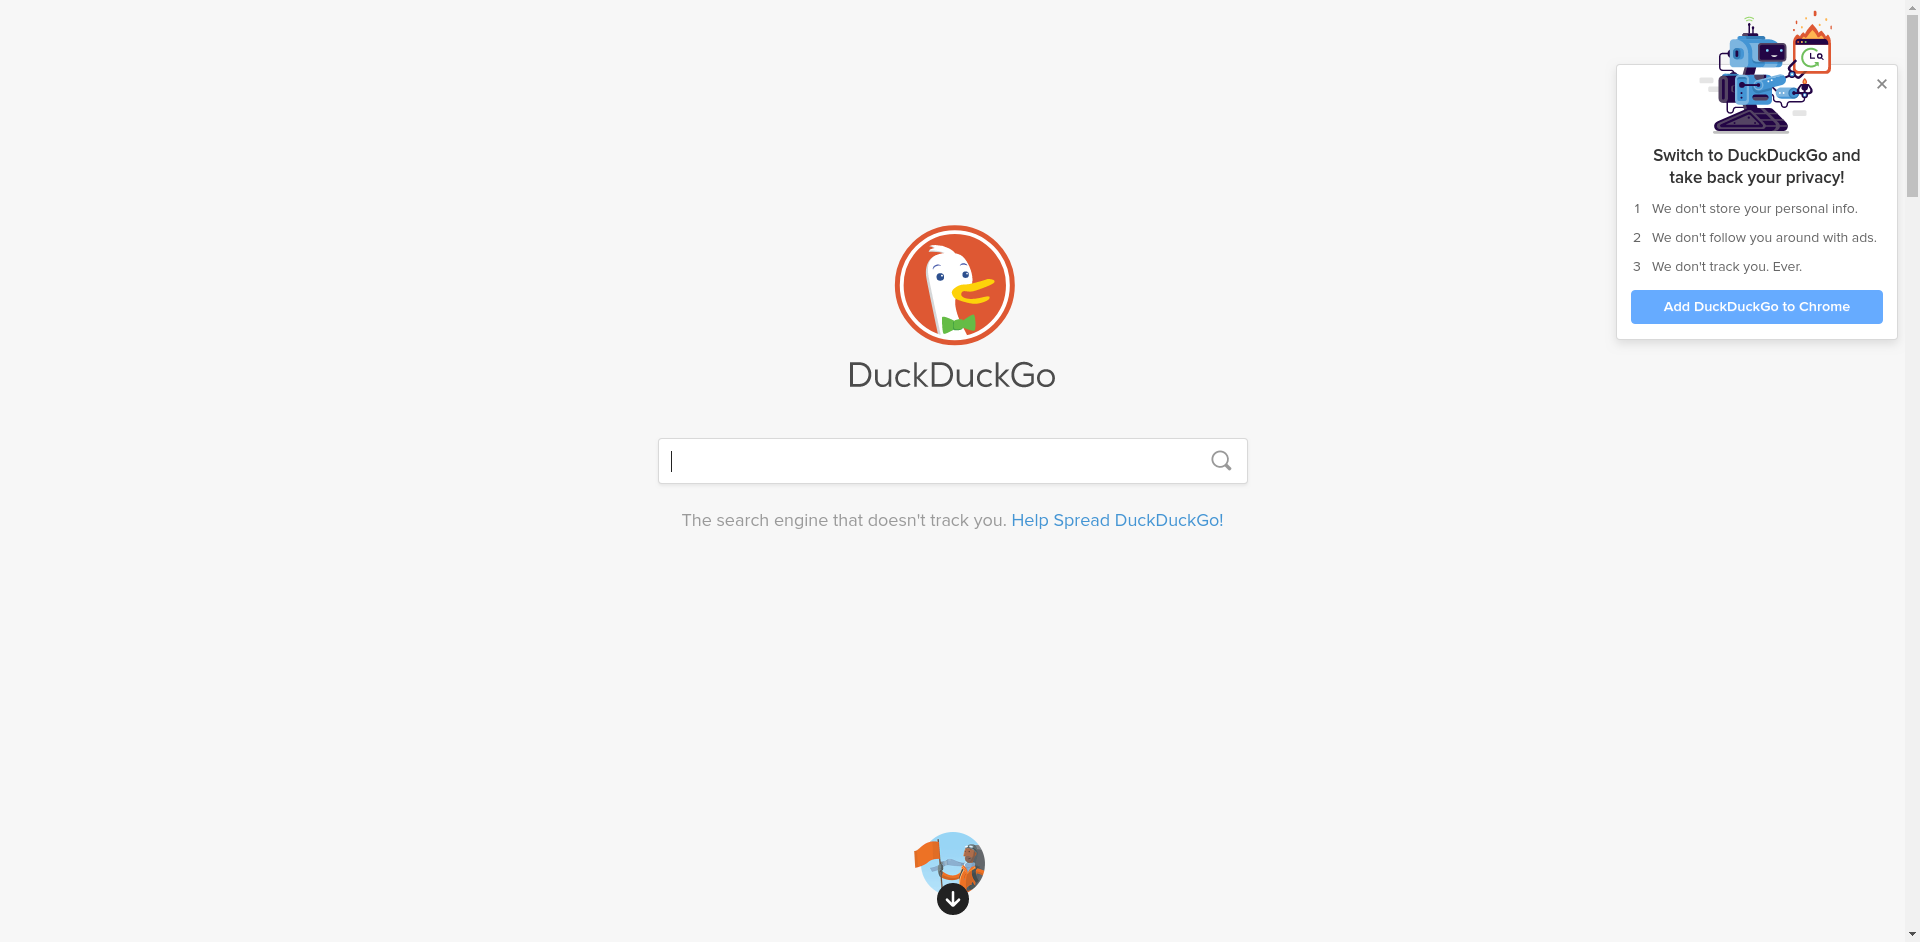 Switch to DuckDuckGo and
take back your privacy!
1 We don't store your personal info.
2 We don't follow you around with ads.
3 We don't track you. Ever.
Add DuckDuckGo to Chrome
DuckDuckGo
The search engine that doesn't track you. Help Spread DuckDuckGo!